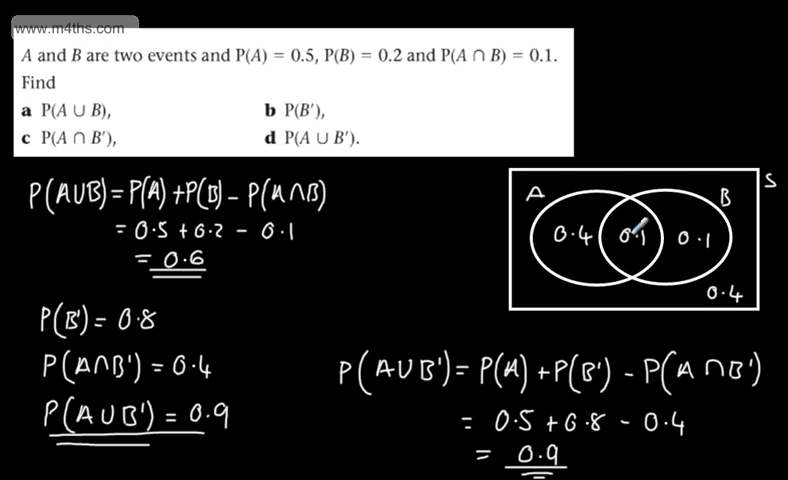 www.m4ths.com
A and B are two events and P(A) = 0.5, P(B) = 0.2 and P(A ∩ B) = 0.1.
Find
a P(A ∪ B), b P(B′),
c P(A ∩ B′), d P(A ∪ B′).
P(A∪B) = P(A) + P(B) - P(A∩B)
= 0.5 + 0.2 - 0.1
= 0.6
A B S
0.4 0.1 0.1
0.4
P(B') = 0.8
P(A∩B') = 0.4
P(A∪B') = 0.9
P(A∪B') = P(A) + P(B') - P(A∩B')
= 0.5 + 0.8 - 0.4
= 0.9